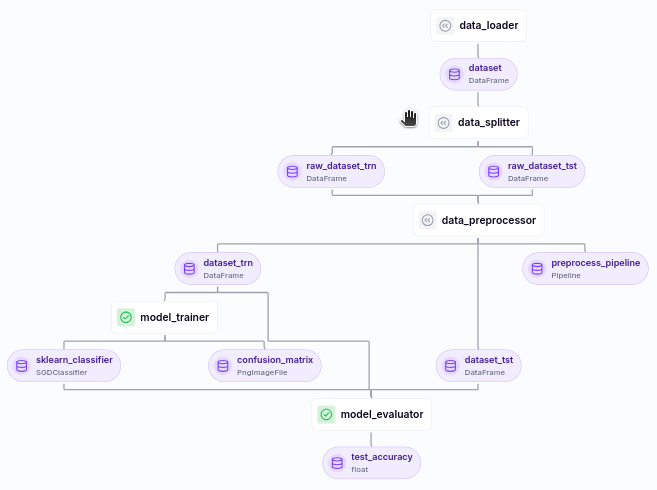 data_loader
dataset
DataFrame
data_splitter
raw_dataset_trn
DataFrame
raw_dataset_tst
DataFrame
data_preprocessor
dataset_trn
DataFrame
preprocess_pipeline
Pipeline
model_trainer
sklearn_classifier
SGDClassifier
confusion_matrix
PngImageFile
dataset_tst
DataFrame
model_evaluator
test_accuracy
float